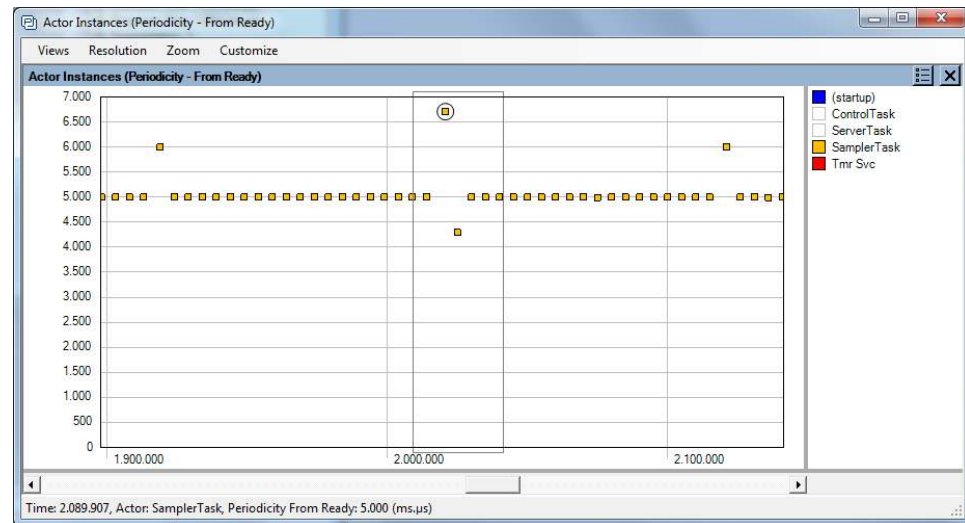 Actor Instances (Periodicity - From Ready)
Views Resolution Zoom Customize
Actor Instances (Periodicity - From Ready)
7.000
6.500
6.000
5.500
5.000
4.500
4.000
3.500
3.000
2.500
2.000
1.500
1.000
500
0
1.900.000 2.000.000 2.100.000
(startup)
ControlTask
ServerTask
SamplerTask
Tmr Svc
Time: 2.089.907, Actor: SamplerTask, Periodicity From Ready: 5.000 (ms.µs)